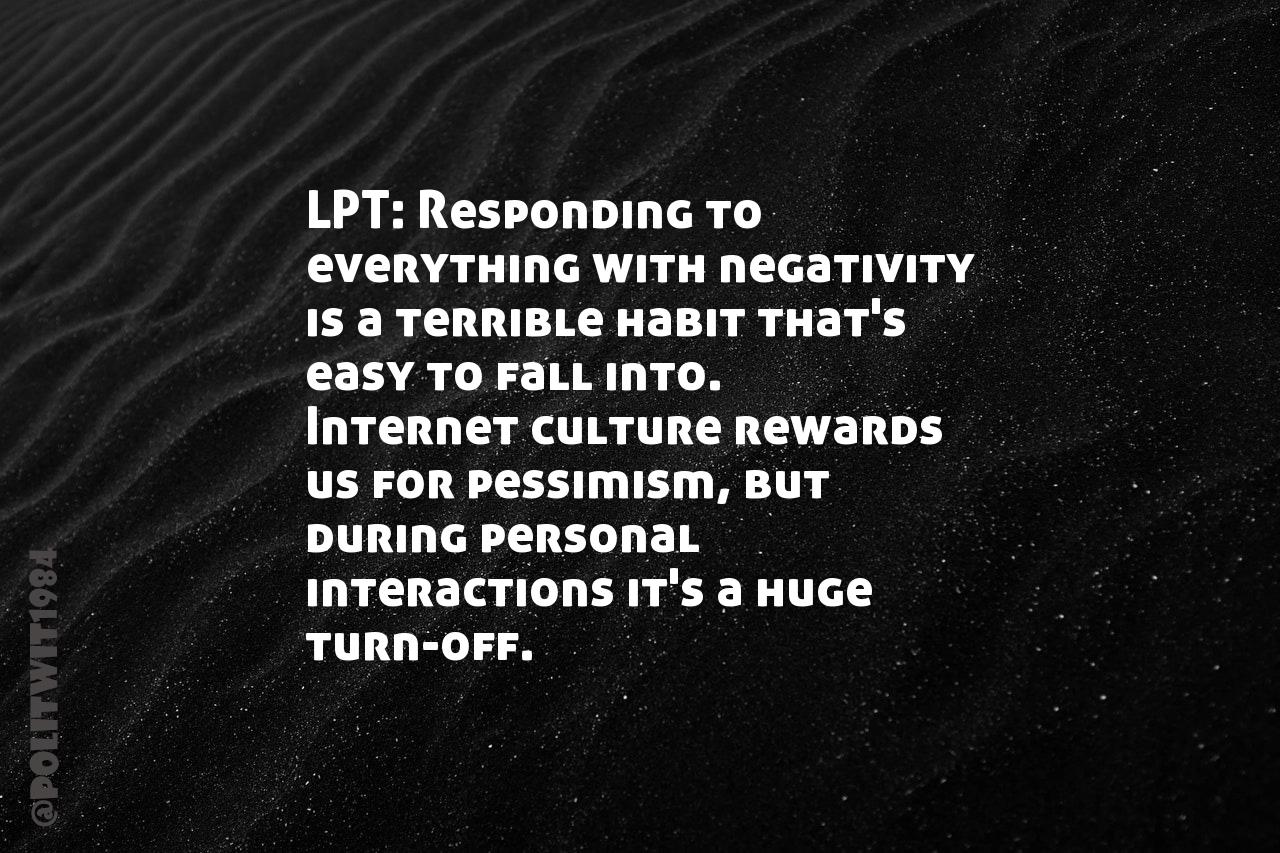 LPT: Responding to
everything with negativity
is a terrible habit that's
easy to fall into.
Internet culture rewards
us for pessimism, but
during personal
interactions it's a huge
turn-off.
@POLITWIT1984